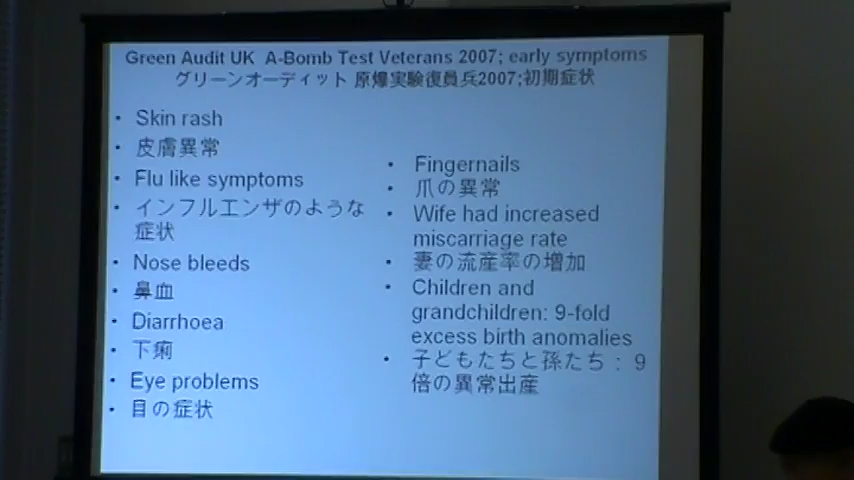 Green Audit UK A-Bomb Test Veterans 2007; early symptoms
グリーンオーディット 原爆実験復員兵2007;初期症状
• Skin rash
• 皮膚異常
• Flu like symptoms
• インフルエンザのような
症状
• Nose bleeds
• 鼻血
• Diarrhoea
• 下痢
• Eye problems
• 目の症状
• Fingernails
• 爪の異常
• Wife had increased
miscarriage rate
• 妻の流産率の増加
• Children and
grandchildren: 9-fold
excess birth anomalies
• 子どもたちと孫たち： 9
倍の異常出産